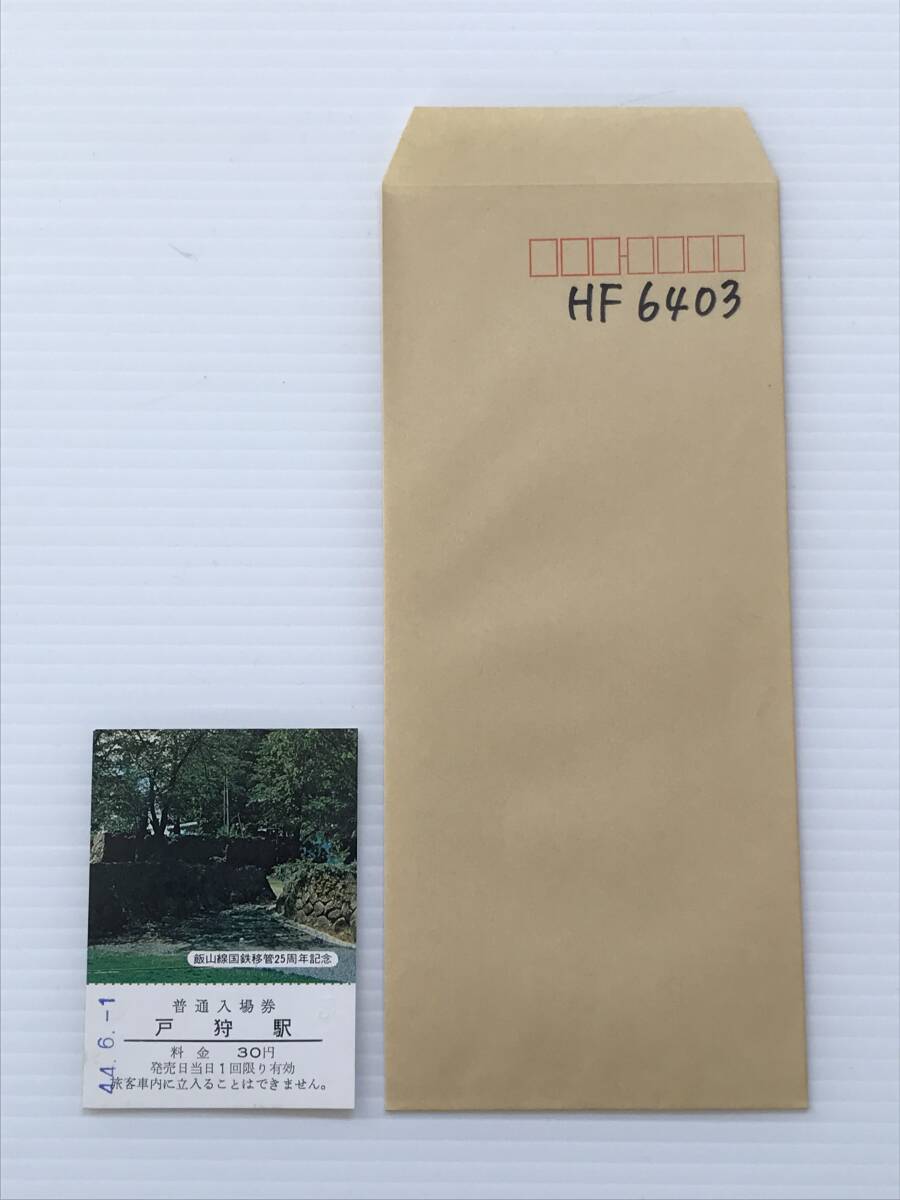 HF 6403
飯山線国鉄移管25周年記念
普通入場券
戸狩駅
料金 30円
発売日当日1回限り有効
旅客車内に立入ることはできません。
44.6.-1